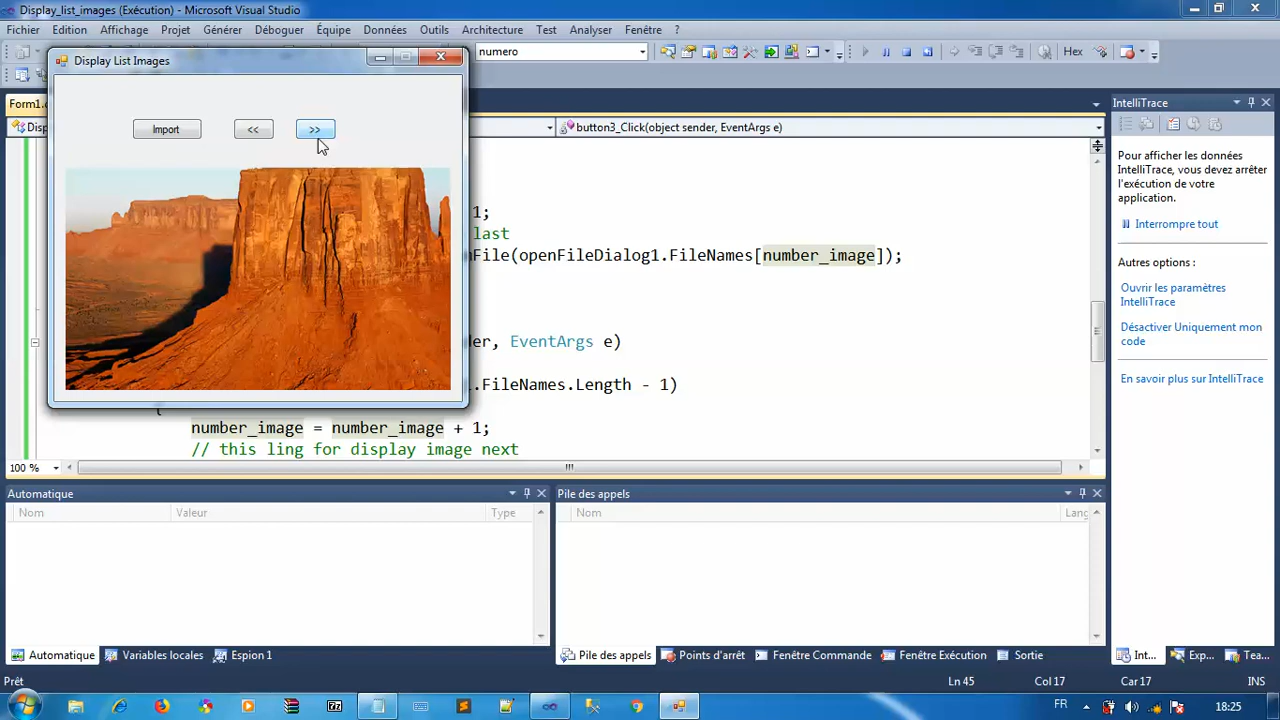 Display_list_images (Exécution) - Microsoft Visual Studio
Fichier Edition Affichage Projet Générer Déboguer Équipe Données Outils Architecture Test Analyser Fenêtre ?
numero
Hex
Display List Images
Import << >>
Form1.
Disp
button3_Click(object sender, EventArgs e)
1;
last
nFile(openFileDialog1.FileNames[number_image]);
der, EventArgs e)
1.FileNames.Length - 1)
{
number_image = number_image + 1;
// this ling for display image next
100 %
IntelliTrace
Pour afficher les données
IntelliTrace, vous devez arrêter
l'exécution de votre
application.
Interrompre tout
Autres options :
Ouvrir les paramètres
IntelliTrace
Désactiver Uniquement mon
code
En savoir plus sur IntelliTrace
Automatique
Nom Valeur Type
Pile des appels
Nom Lang
Automatique Variables locales Espion 1
Pile des appels Points d'arrêt Fenêtre Commande Fenêtre Exécution Sortie
Int... Exp... Tea...
Prêt Ln 45 Col 17 Car 17 INS
FR 18:25